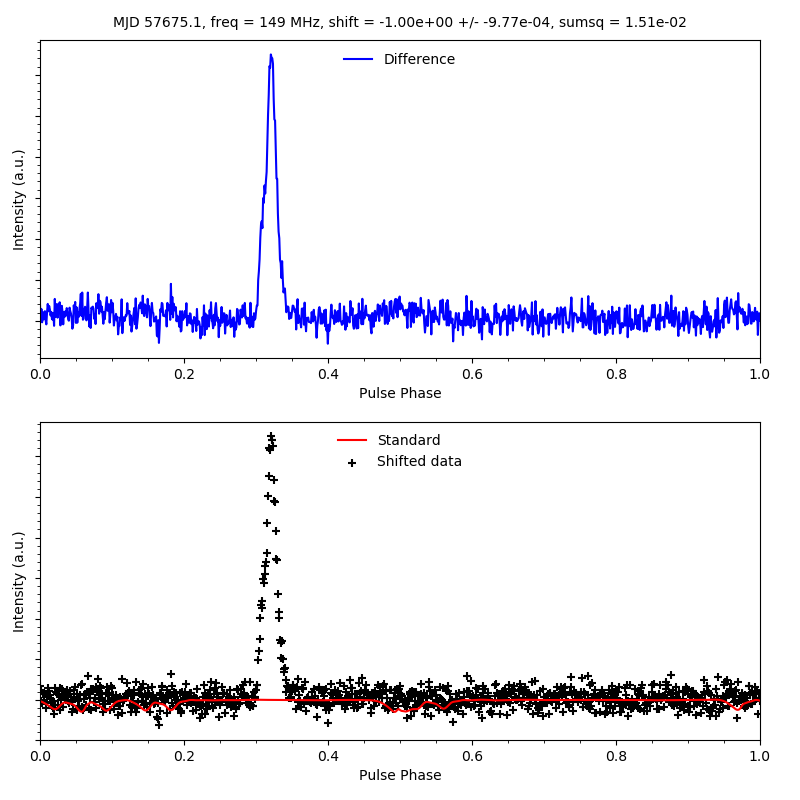 MJD 57675.1, freq = 149 MHz, shift = -1.00e+00 +/- -9.77e-04, sumsq = 1.51e-02
Difference
Intensity (a.u.)
0.0 0.2 0.4 0.6 0.8 1.0
Pulse Phase
Standard
Shifted data
Intensity (a.u.)
0.0 0.2 0.4 0.6 0.8 1.0
Pulse Phase